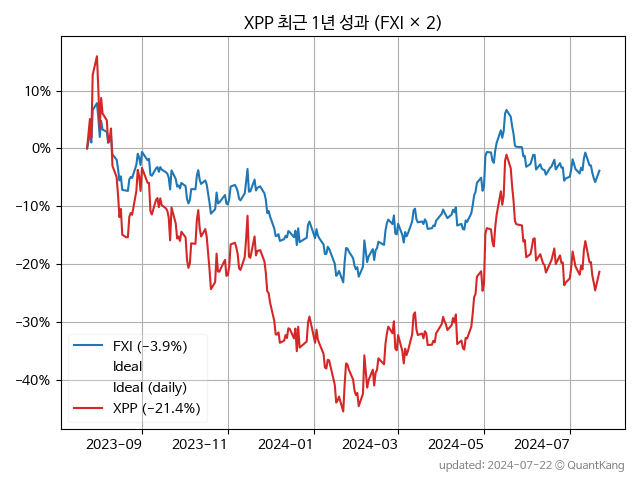 XPP 최근 1년 성과 (FXI × 2)
10%
0%
−10%
−20%
−30%
−40%
FXI (−3.9%)
Ideal
Ideal (daily)
XPP (−21.4%)
2023−09 2023−11 2024−01 2024−03 2024−05 2024−07
updated: 2024−07−22 © QuantKang